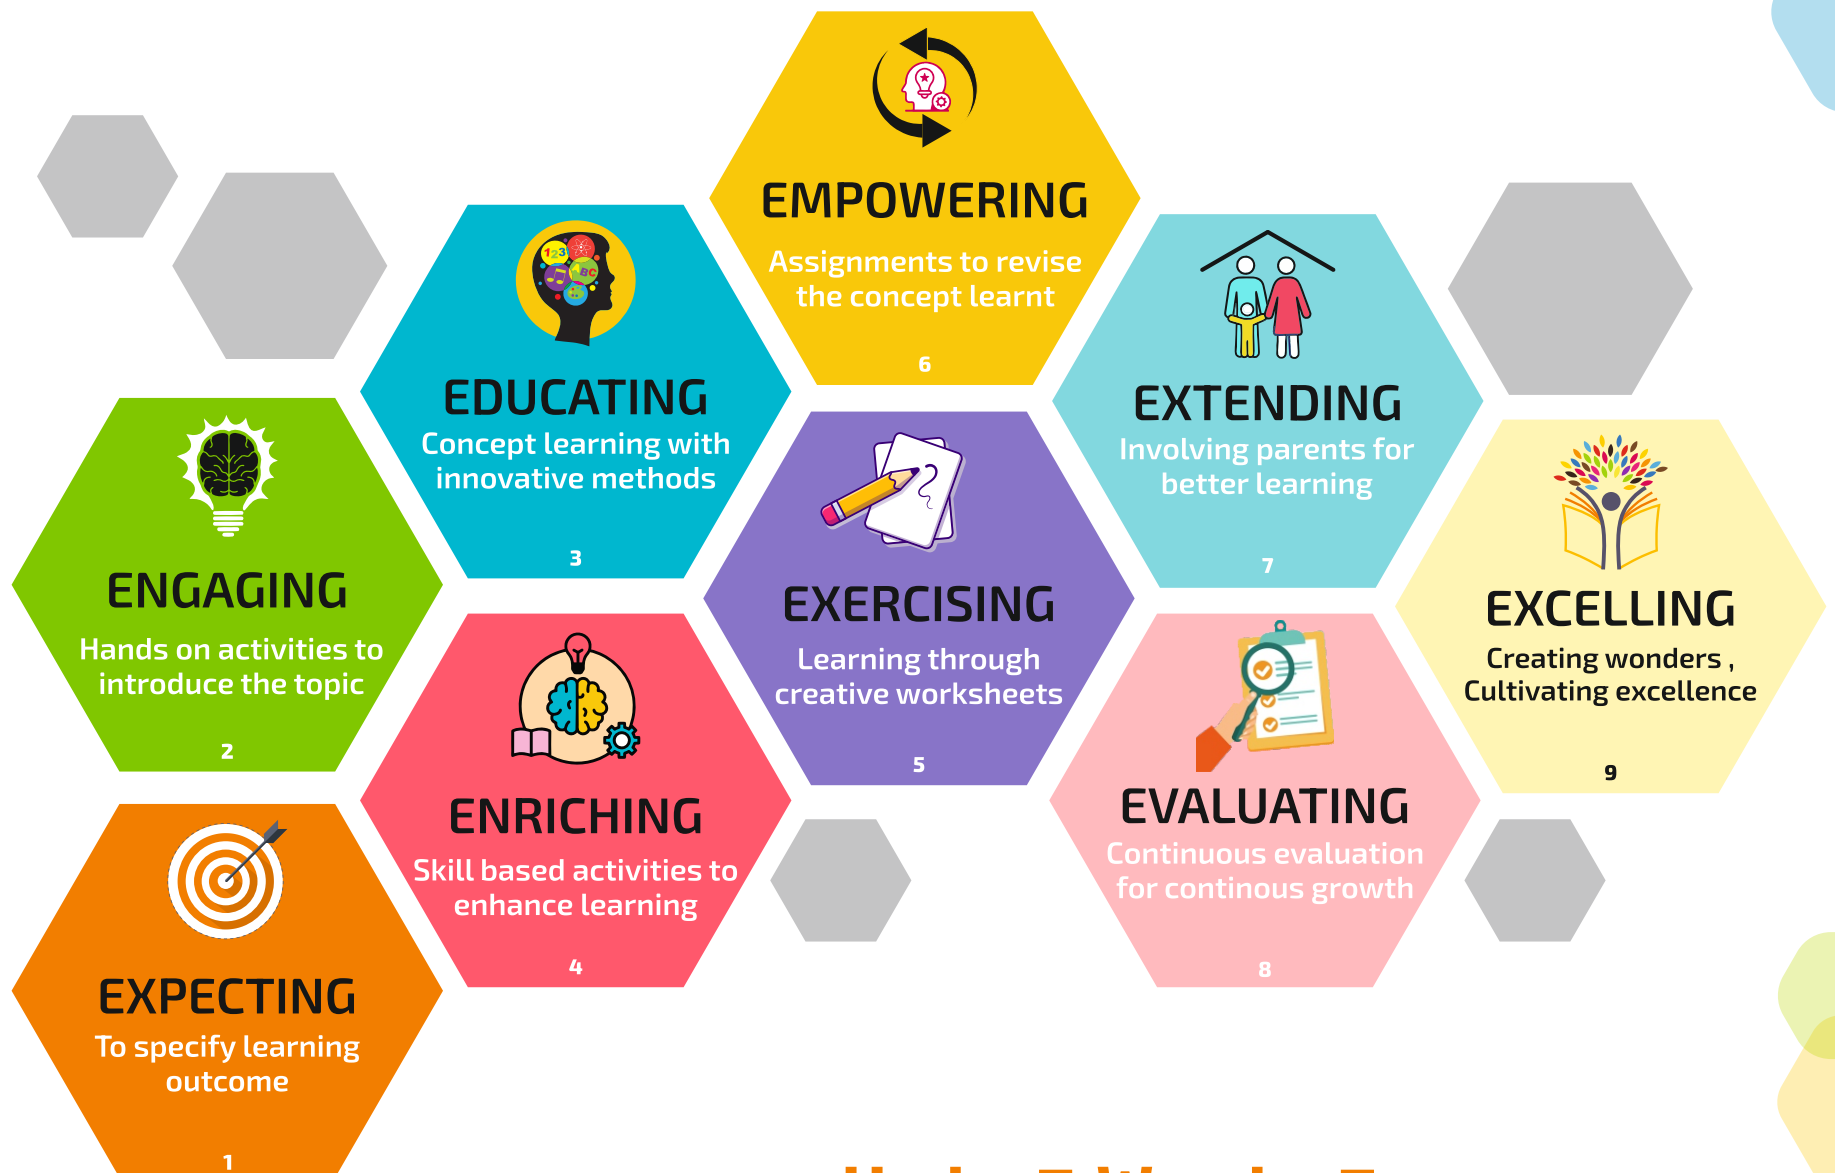 EMPOWERING
Assignments to revise
the concept learnt
6
EDUCATING
Concept learning with
innovative methods
3
EXTENDING
Involving parents for
better learning
7
ENGAGING
Hands on activities to
introduce the topic
2
EXERCISING
Learning through
creative worksheets
5
EXCELLING
Creating wonders ,
Cultivating excellence
9
ENRICHING
Skill based activities to
enhance learning
4
EVALUATING
Continuous evaluation
for continous growth
8
EXPECTING
To specify learning
outcome
1
123
ABC
?